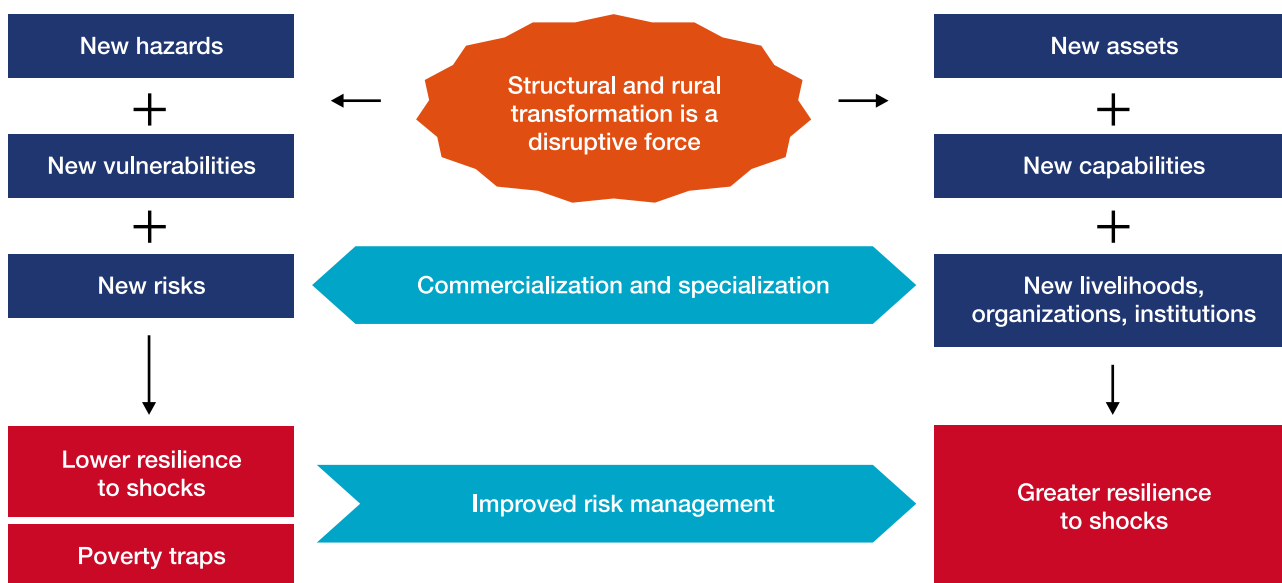 New hazards
+
New vulnerabilities
+
New risks
Lower resilience
to shocks
Poverty traps
Structural and rural
transformation is a
disruptive force
Commercialization and specialization
Improved risk management
New assets
+
New capabilities
+
New livelihoods,
organizations, institutions
Greater resilience
to shocks